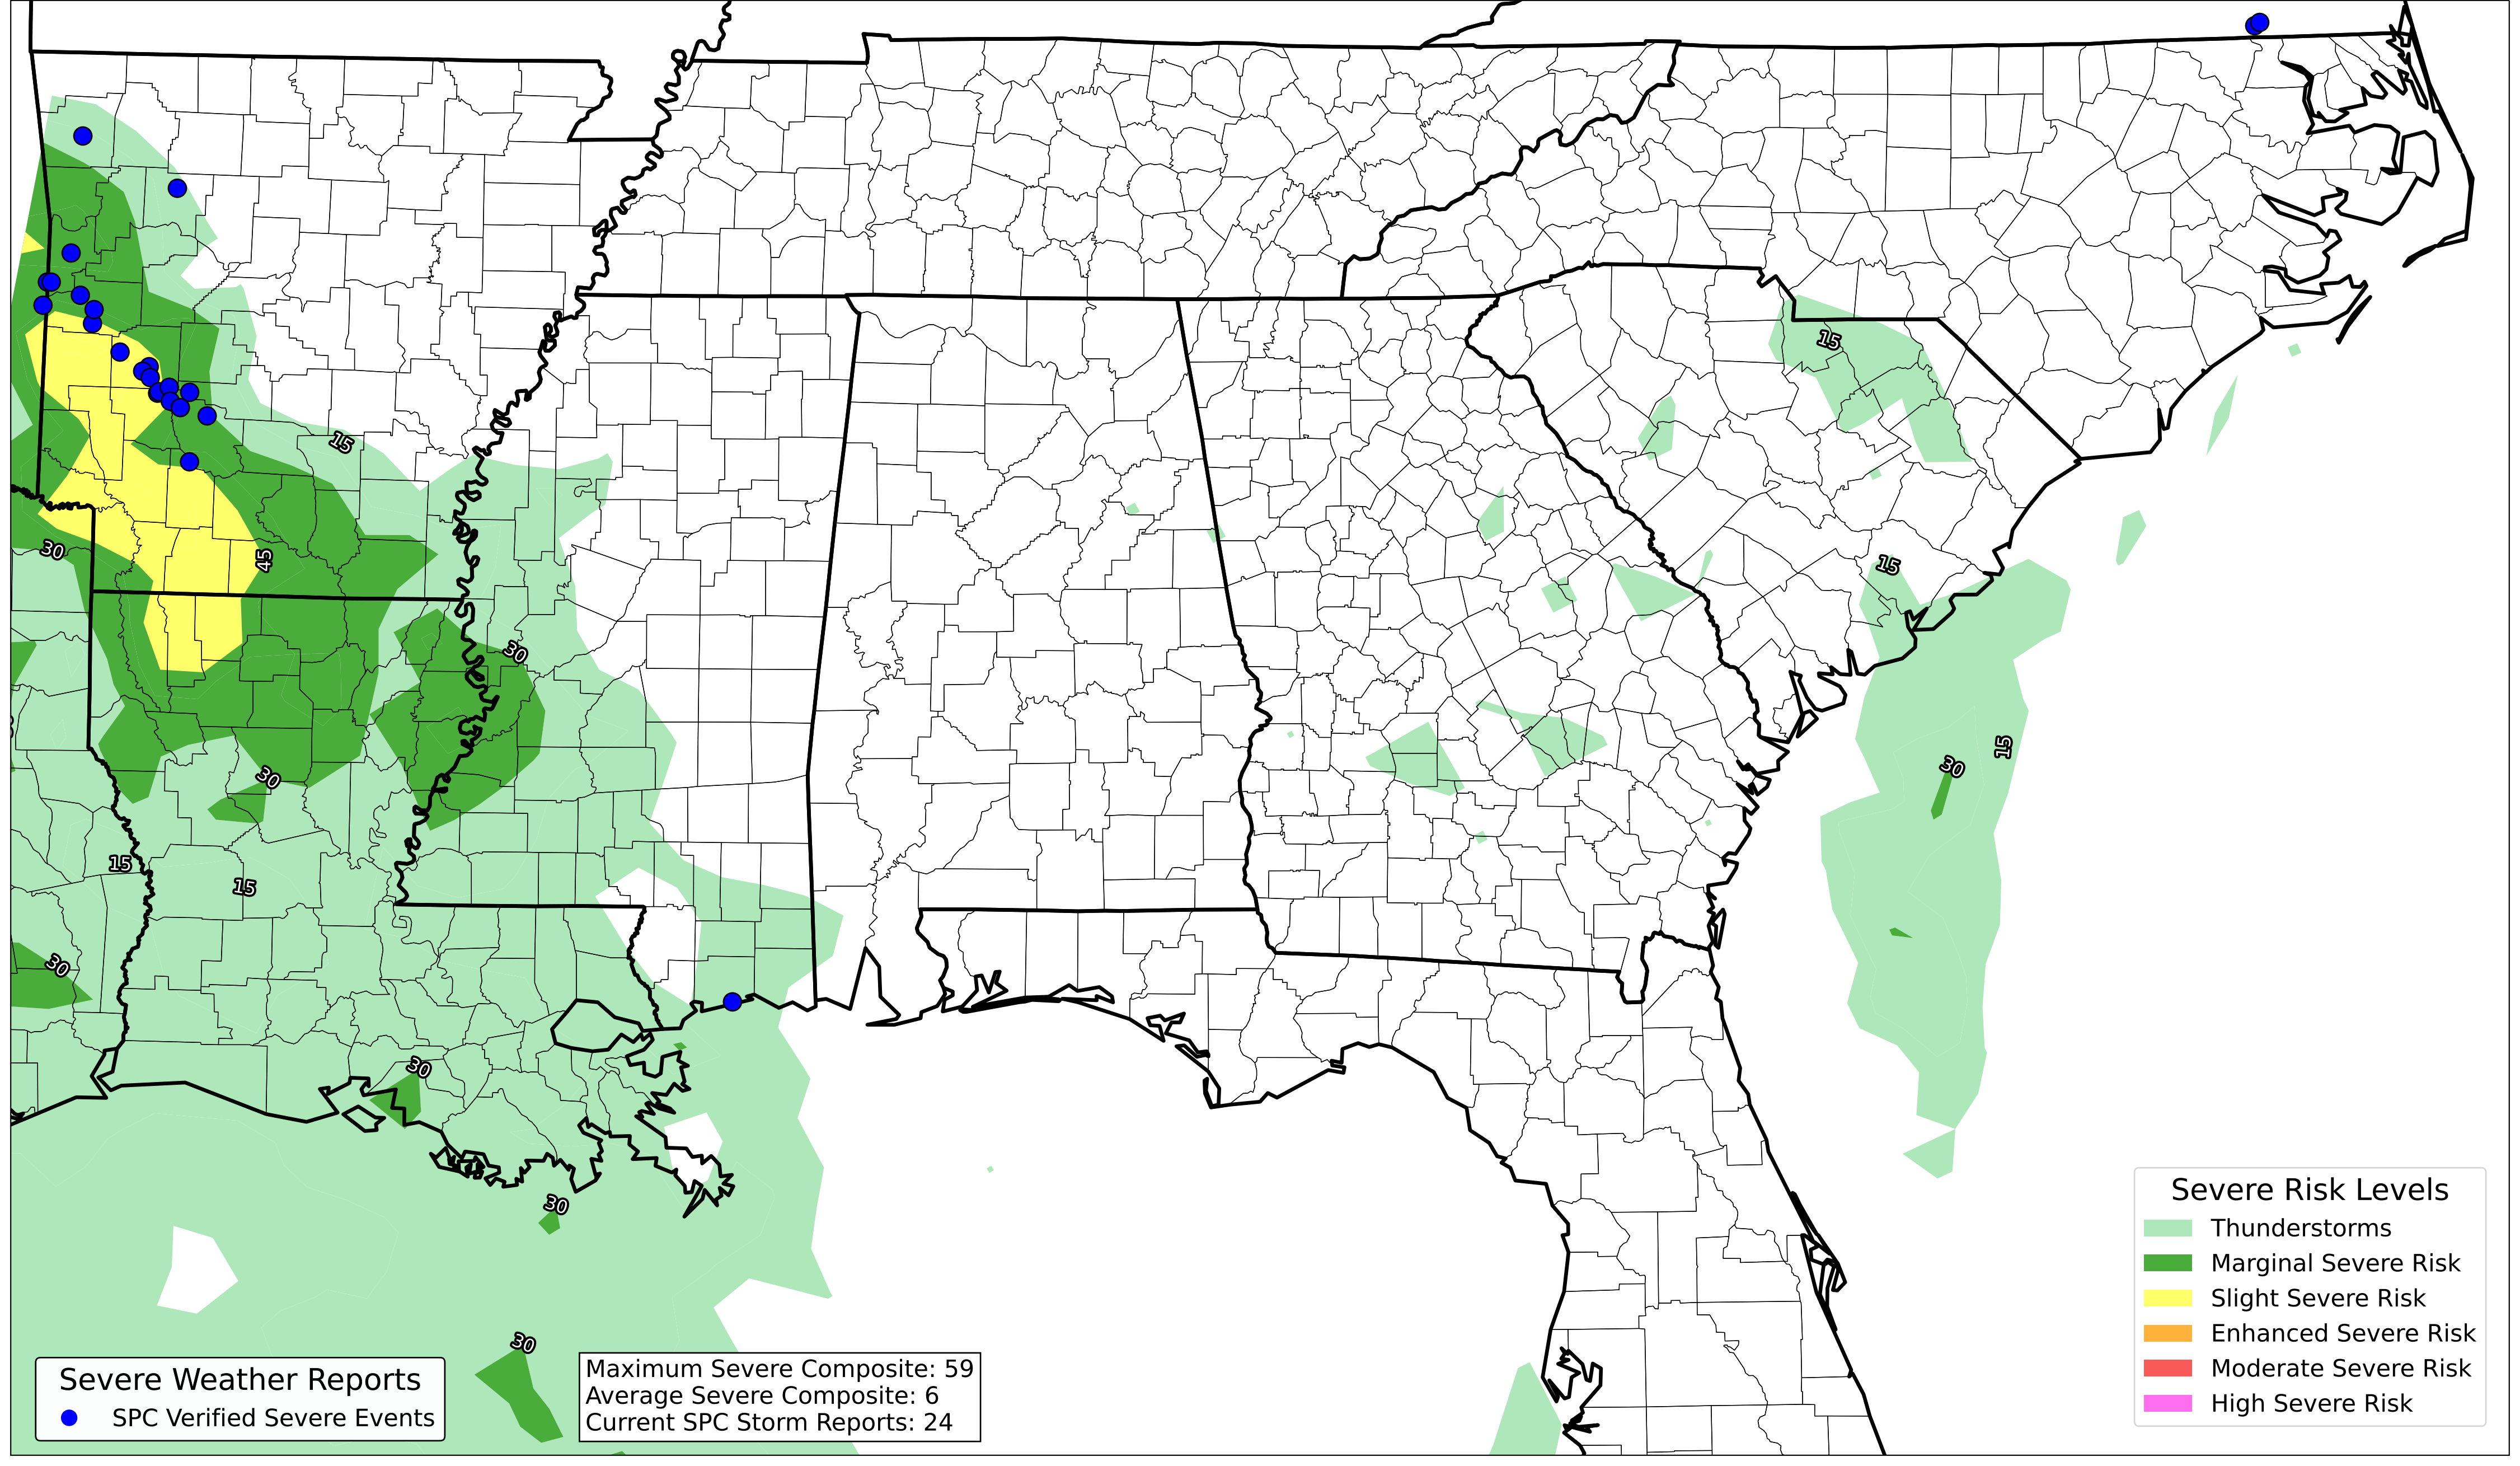 15
15
30
45
15
30
15
30
30
15
15
30
30
30
30
Severe Weather Reports
SPC Verified Severe Events
Maximum Severe Composite: 59
Average Severe Composite: 6
Current SPC Storm Reports: 24
Severe Risk Levels
Thunderstorms
Marginal Severe Risk
Slight Severe Risk
Enhanced Severe Risk
Moderate Severe Risk
High Severe Risk